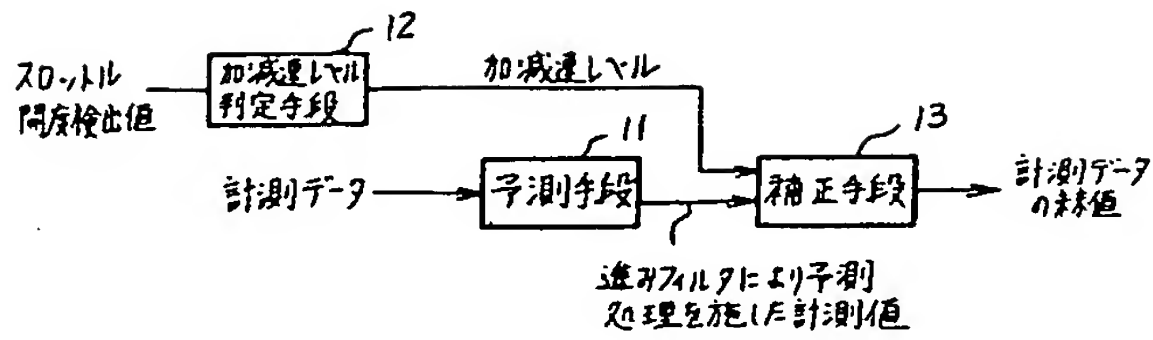 12
スロットル
開度検出値
加減速レベル
判定手段
加減速レベル
11
13
計測データ
予測手段
補正手段
計測データ
の未来値
進みフィルタにより予測
処理を施した計測値